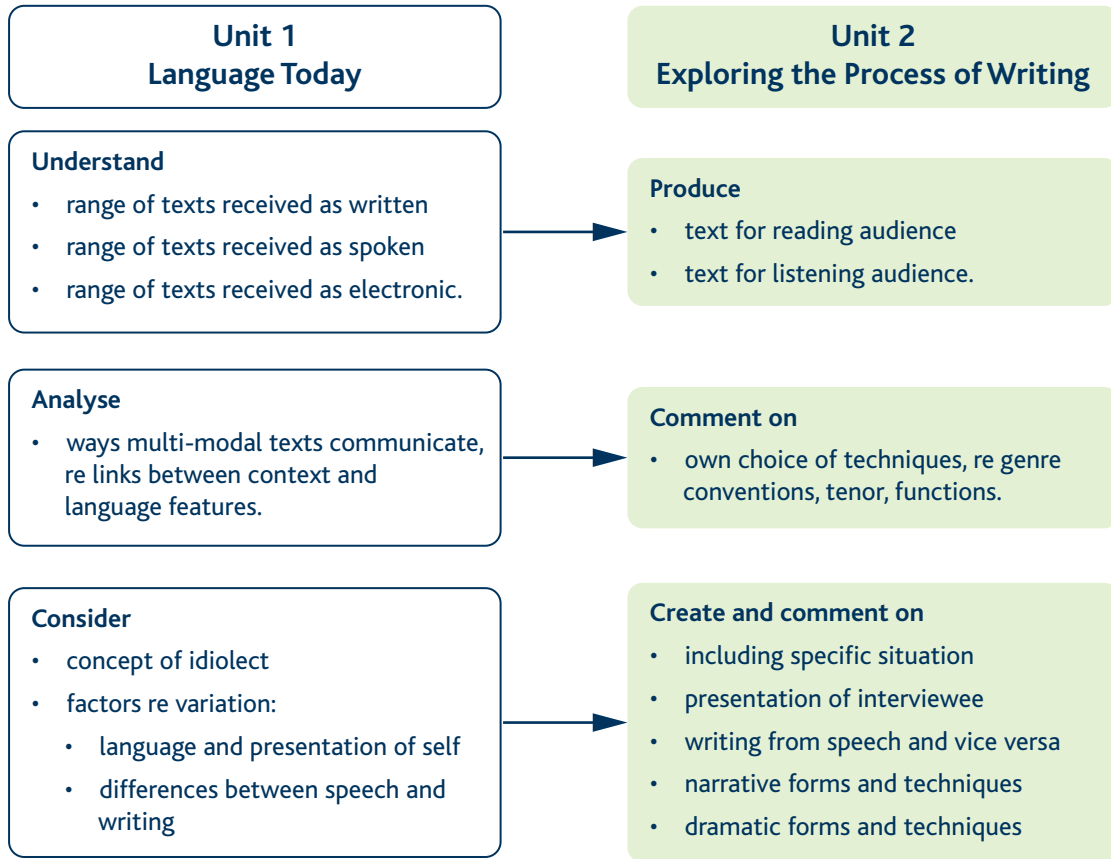 Unit 1
Language Today
Understand
• range of texts received as written
• range of texts received as spoken
• range of texts received as electronic.
Analyse
• ways multi-modal texts communicate,
re links between context and
language features.
Consider
• concept of idiolect
• factors re variation:
• language and presentation of self
• differences between speech and
writing
Unit 2
Exploring the Process of Writing
Produce
• text for reading audience
• text for listening audience.
Comment on
• own choice of techniques, re genre
conventions, tenor, functions.
Create and comment on
• including specific situation
• presentation of interviewee
• writing from speech and vice versa
• narrative forms and techniques
• dramatic forms and techniques